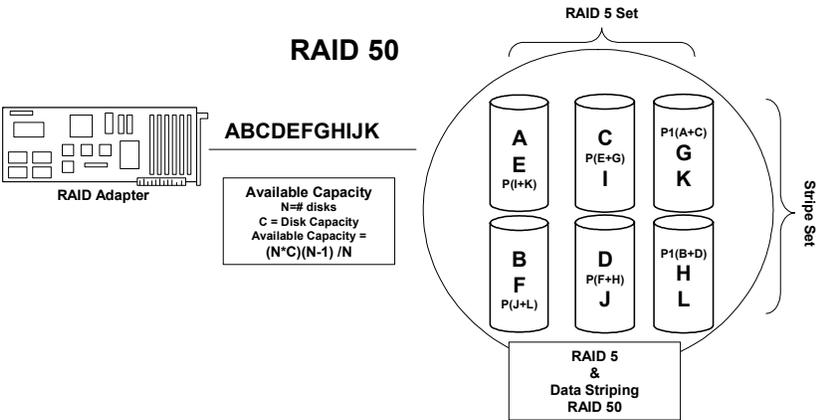 RAID 5 Set
RAID 50
ABCDEFGHIJK
RAID Adapter
Available Capacity
N=# disks
C = Disk Capacity
Available Capacity =
(N*C)(N-1) /N
A
E
P(I+K)
C
P(E+G)
I
P1(A+C)
G
K
B
F
P(J+L)
D
P(F+H)
J
P1(B+D)
H
L
Stripe Set
RAID 5
&
Data Striping
RAID 50